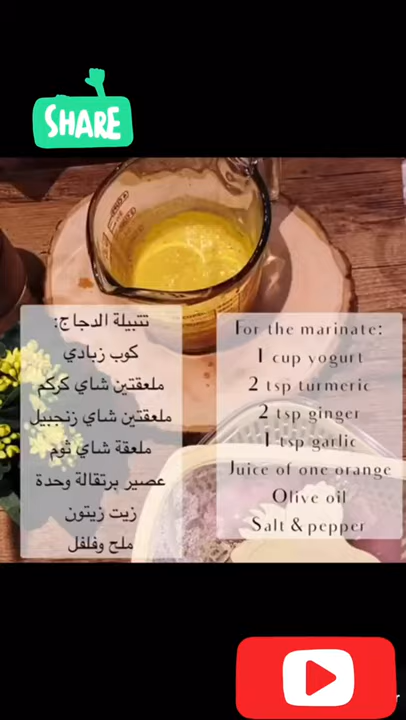 SHARE
تتبيلة الدجاج:
كوب زبادي
ملعقتين شاي كركم
ملعقتين شاي زنجبيل
ملعقة شاي ثوم
عصير برتقالة وحدة
زيت زيتون
ملح وفلفل
For the marinate:
1 cup yogurt
2 tsp turmeric
2 tsp ginger
1 tsp garlic
Juice of one orange
Olive oil
Salt & pepper